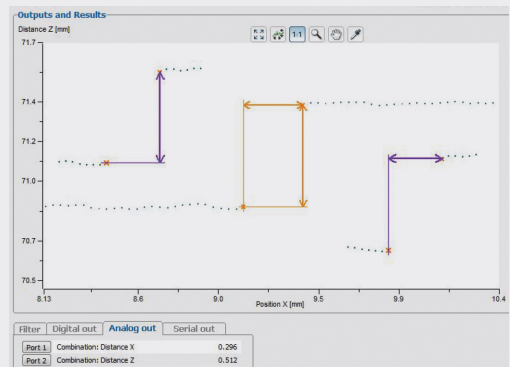 Outputs and Results
Distance Z [mm]
1:1
71.7
71.4
71.2
71.0
70.7
70.5
8.13 8.6 9.0 9.5 9.9 10.4
Position X [mm]
Filter Digital out Analog out Serial out
Port 1 Combination: Distance X 0.296
Port 2 Combination: Distance Z 0.512